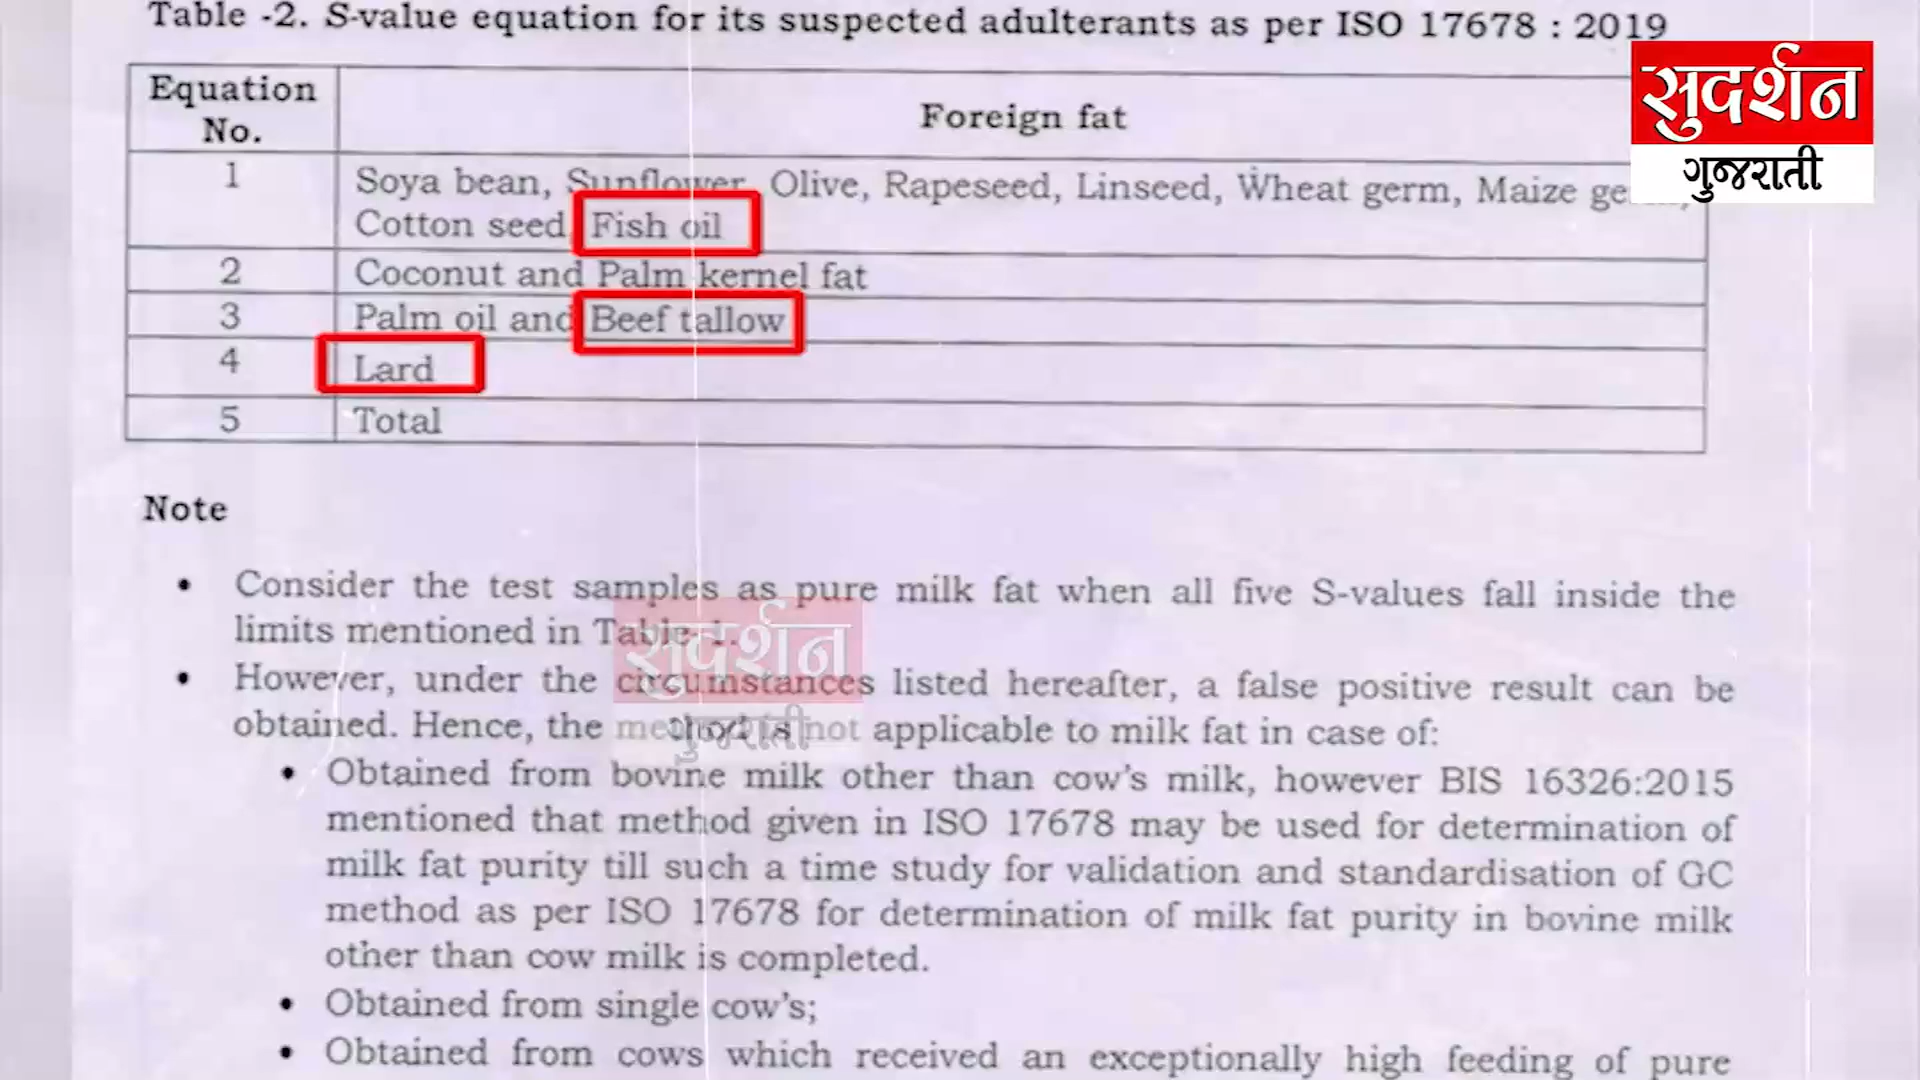 Table -2. S-value equation for its suspected adulterants as per ISO 17678 : 2019
सुदर्शन
ગુજરાતી
Equation No.
Foreign fat
1
Soya bean, Sunflower, Olive, Rapeseed, Linseed, Wheat germ, Maize
Cotton seed, Fish oil
2
Coconut and Palm kernel fat
3
Palm oil and Beef tallow
4
Lard
5
Total
Note
• Consider the test samples as pure milk fat when all five S-values fall inside the
limits mentioned in Table-1.
• However, under the circumstances listed hereafter, a false positive result can be
obtained. Hence, the method is not applicable to milk fat in case of:
• Obtained from bovine milk other than cow's milk, however BIS 16326:2015
mentioned that method given in ISO 17678 may be used for determination of
milk fat purity till such a time study for validation and standardisation of GC
method as per ISO 17678 for determination of milk fat purity in bovine milk
other than cow milk is completed.
• Obtained from single cow's;
• Obtained from cows which received an exceptionally high feeding of pure
सुदर्शन
ગુજરાતી